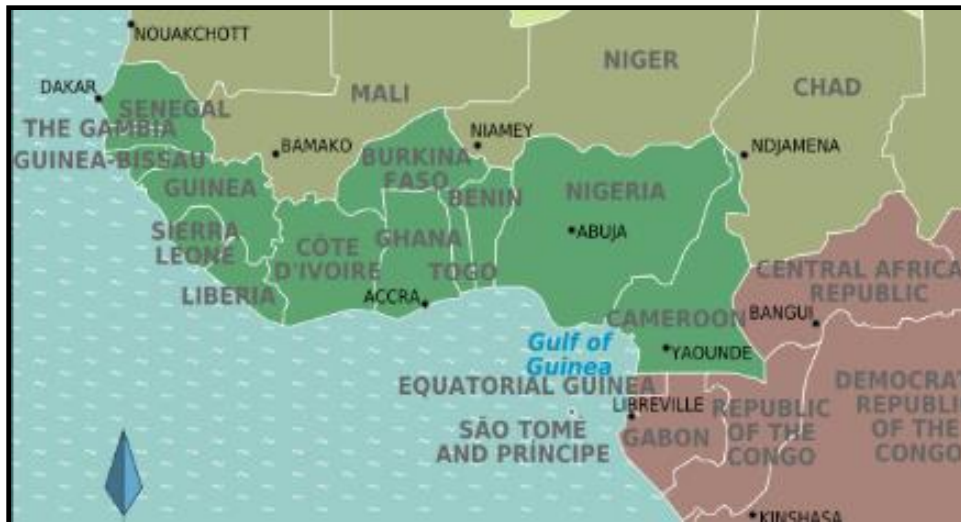 NOUAKCHOTT
NIGER
CHAD
DAKAR
MALI
SENEGAL
THE GAMBIA
NIAMEY
BAMAKO
NDJAMENA
GUINEA-BISSAU
BURKINA
FASO
GUINEA
BENIN
NIGERIA
ABUJA
SIERRA
LEONE
CÔTE
D'IVOIRE
GHANA
TOGO
CENTRAL AFRICA
REPUBLIC
LIBERIA
ACCRA
CAMEROON
BANGUI
Gulf of
Guinea
YAOUNDE
EQUATORIAL GUINEA
DEMOCRAT
REPUBLI
OF THE
CONGO
LIBREVILLE
REPUBLIC
OF THE
CONGO
SÃO TOMÉ
AND PRÍNCIPE
GABON
KINSHASA